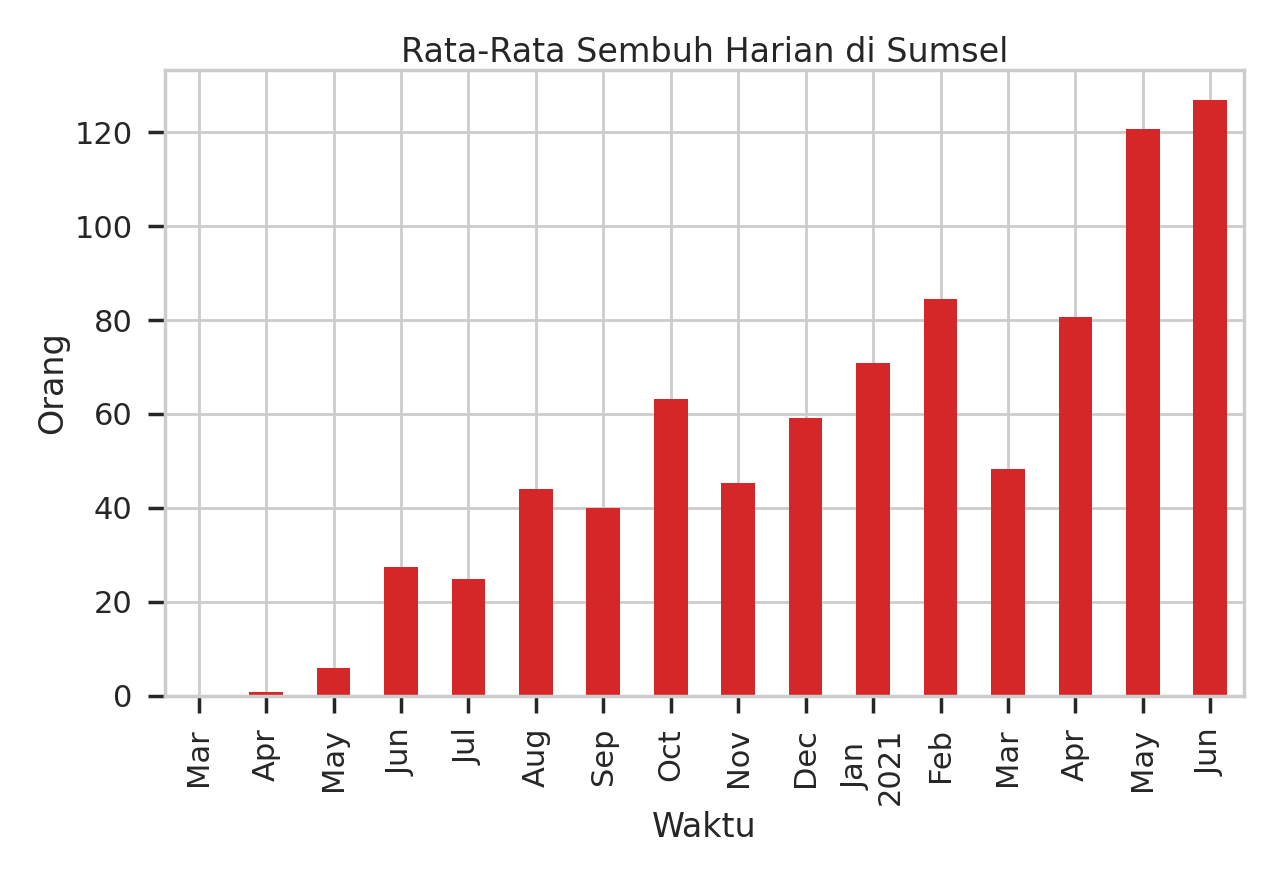 Rata-Rata Sembuh Harian di Sumsel
120
100
80
60
40
20
0
Orang
Mar
Apr
May
Jun
Jul
Aug
Sep
Oct
Nov
Dec
Jan
2021
Feb
Mar
Apr
May
Jun
Waktu